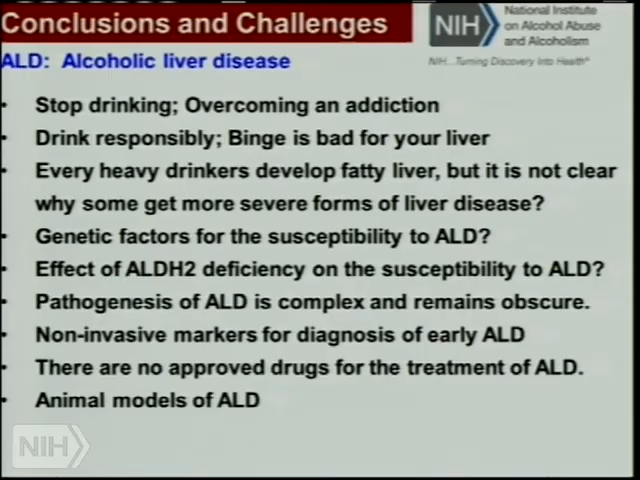 Conclusions and Challenges
NIH
National Institute
on Alcohol Abuse
and Alcoholism
NIH...Turning Discovery Into Health®
ALD: Alcoholic liver disease
• Stop drinking; Overcoming an addiction
• Drink responsibly; Binge is bad for your liver
• Every heavy drinkers develop fatty liver, but it is not clear
why some get more severe forms of liver disease?
• Genetic factors for the susceptibility to ALD?
• Effect of ALDH2 deficiency on the susceptibility to ALD?
• Pathogenesis of ALD is complex and remains obscure.
• Non-invasive markers for diagnosis of early ALD
• There are no approved drugs for the treatment of ALD.
• Animal models of ALD
NIH